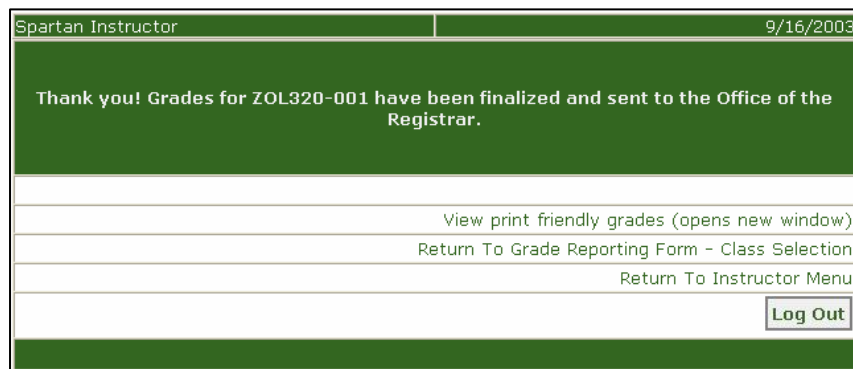 Spartan Instructor 9/16/2003
Thank you! Grades for ZOL320-001 have been finalized and sent to the Office of the
Registrar.
View print friendly grades (opens new window)
Return To Grade Reporting Form - Class Selection
Return To Instructor Menu
Log Out